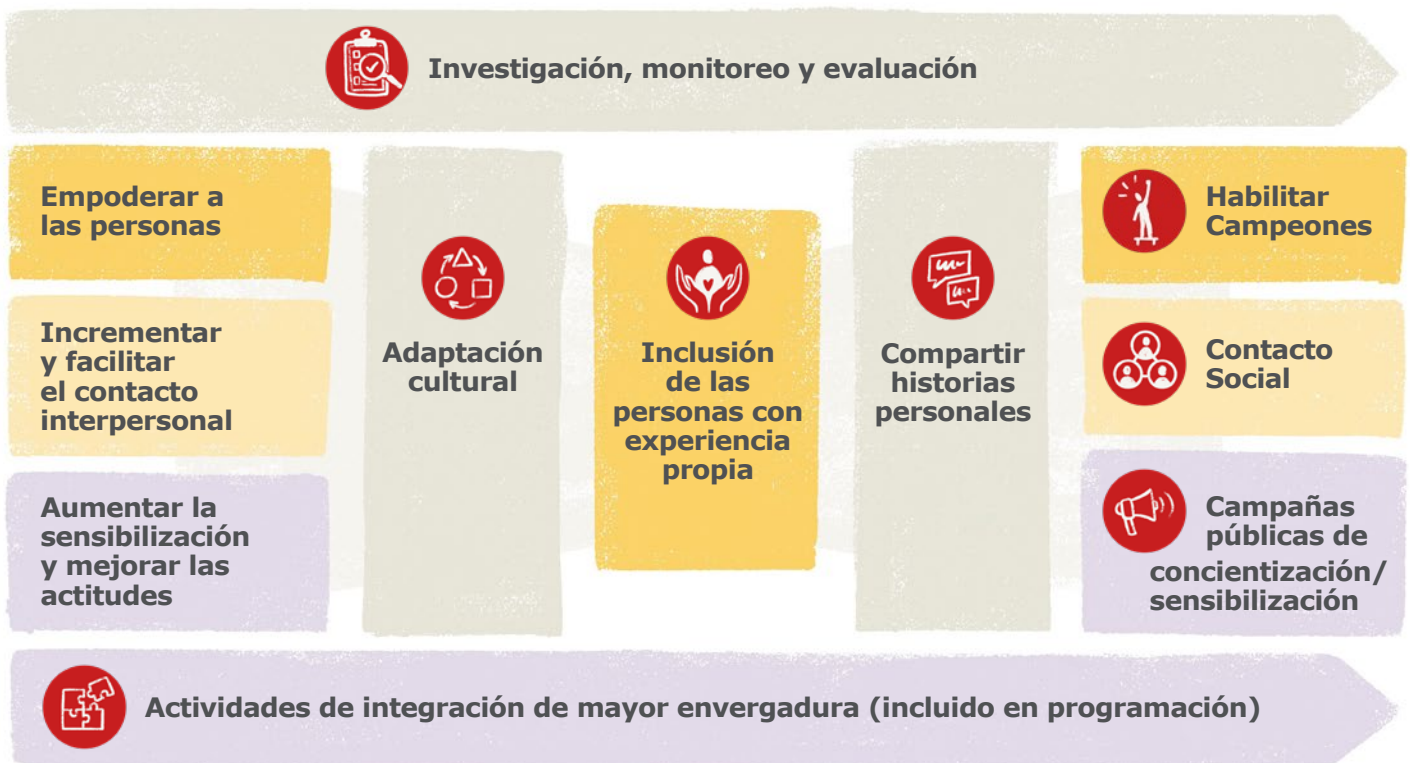 Investigación, monitoreo y evaluación
Empoderar a
las personas
Incrementar
y facilitar
el contacto
interpersonal
Aumentar la
sensibilización
y mejorar las
actitudes
Adaptación
cultural
Inclusión
de las
personas con
experiencia
propia
Compartir
historias
personales
Habilitar
Campeones
Contacto
Social
Campañas
públicas de
concientización/
sensibilización
Actividades de integración de mayor envergadura (incluido en programación)